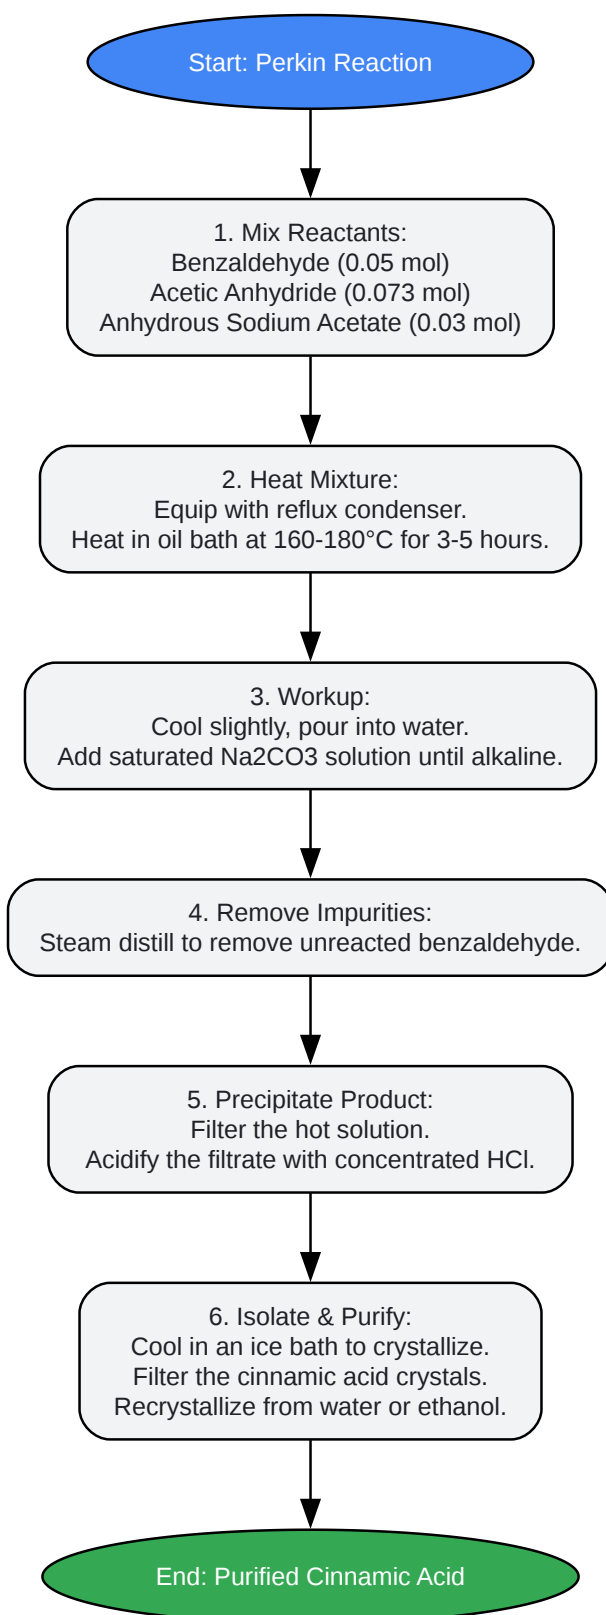 Start: Perkin Reaction
1. Mix Reactants:
Benzaldehyde (0.05 mol)
Acetic Anhydride (0.073 mol)
Anhydrous Sodium Acetate (0.03 mol)
2. Heat Mixture:
Equip with reflux condenser.
Heat in oil bath at 160-180°C for 3-5 hours.
3. Workup:
Cool slightly, pour into water.
Add saturated Na2CO3 solution until alkaline.
4. Remove Impurities:
Steam distill to remove unreacted benzaldehyde.
5. Precipitate Product:
Filter the hot solution.
Acidify the filtrate with concentrated HCl.
6. Isolate & Purify:
Cool in an ice bath to crystallize.
Filter the cinnamic acid crystals.
Recrystallize from water or ethanol.
End: Purified Cinnamic Acid